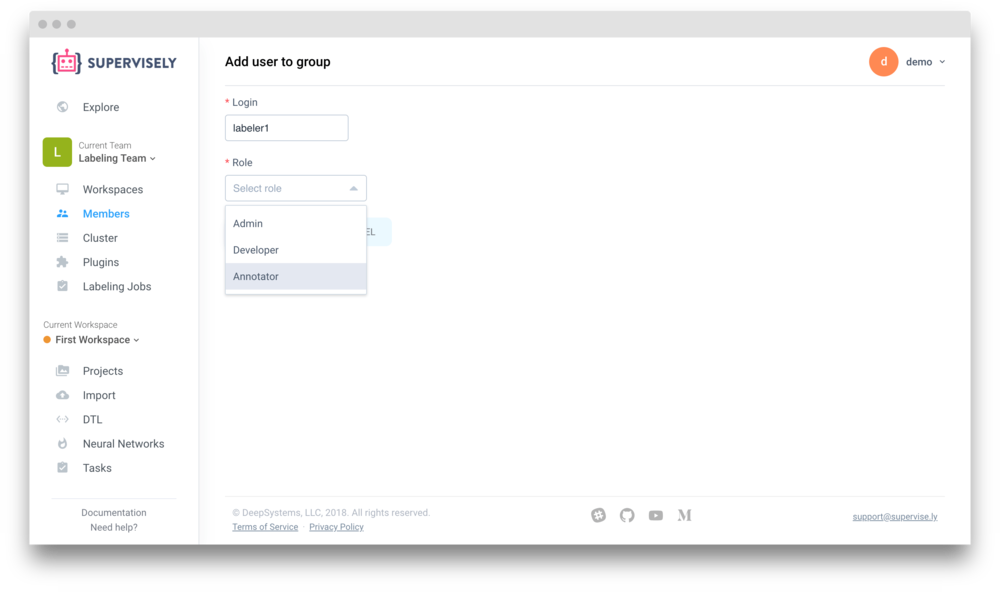 SUPERVISELY
Explore
L
Current Team
Labeling Team
Workspaces
Members
Cluster
Plugins
Labeling Jobs
Current Workspace
First Workspace
Projects
Import
DTL
Neural Networks
Tasks
Documentation
Need help?
Add user to group
d demo
* Login
labeler1
* Role
Select role
Admin
Developer
Annotator
EL
© DeepSystems, LLC, 2018. All rights reserved.
Terms of Service · Privacy Policy
support@supervise.ly